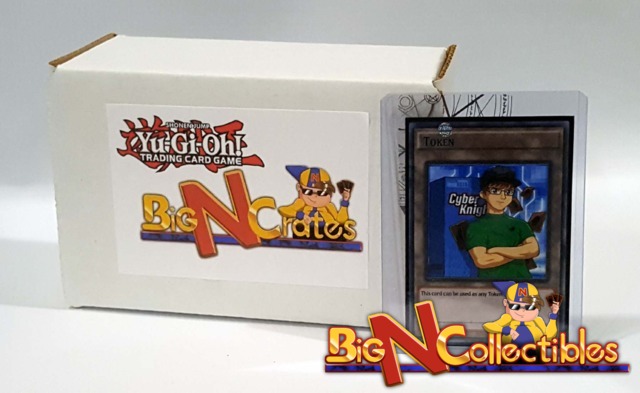 SHONEN JUMP
Yu-Gi-Oh!
TRADING CARD GAME
BigNCrates
N
TOKEN
Cyber
Knig
This card can be used as any Token
N
BigNCollectibles